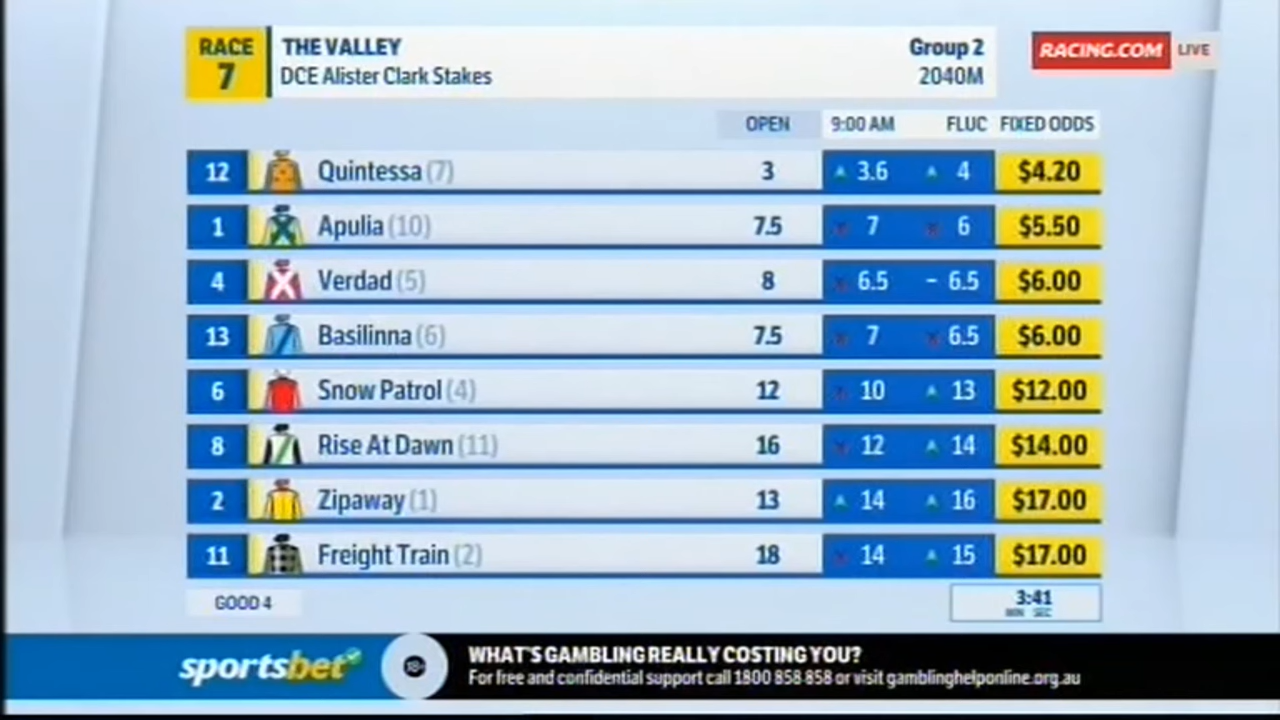 RACE 7 THE VALLEY Group 2
DCE Alister Clark Stakes 2040M
RACING.COM LIVE
OPEN 9:00 AM FLUC FIXED ODDS
12 Quintessa (7) 3 3.6 4 $4.20
1 Apulia (10) 7.5 7 6 $5.50
4 Verdad (5) 8 6.5 - 6.5 $6.00
13 Basilinna (6) 7.5 7 6.5 $6.00
6 Snow Patrol (4) 12 10 13 $12.00
8 Rise At Dawn (11) 16 12 14 $14.00
2 Zipaway (1) 13 14 16 $17.00
11 Freight Train (2) 18 14 15 $17.00
GOOD 4 3:41
MIN SEC
sportsbet 18+ WHAT'S GAMBLING REALLY COSTING YOU?
For free and confidential support call 1800 858 858 or visit gamblinghelponline.org.au